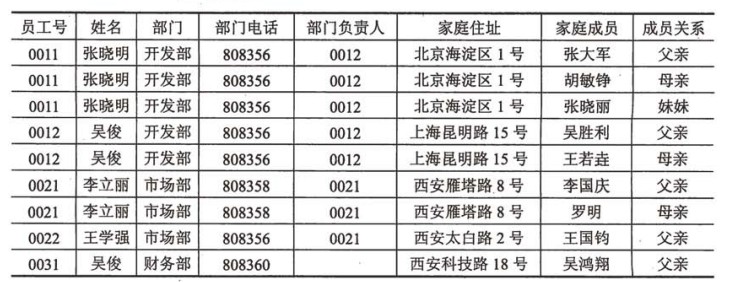 员工号 姓名 部门 部门电话 部门负责人 家庭住址 家庭成员 成员关系
0011 张晓明 开发部 808356 0012 北京海淀区 1 号 张大军 父亲
0011 张晓明 开发部 808356 0012 北京海淀区 1 号 胡敏铮 母亲
0011 张晓明 开发部 808356 0012 北京海淀区 1 号 张晓丽 妹妹
0012 吴俊 开发部 808356 0012 上海昆明路 15 号 吴胜利 父亲
0012 吴俊 开发部 808356 0012 上海昆明路 15 号 王若垚 母亲
0021 李立丽 市场部 808358 0021 西安雁塔路 8 号 李国庆 父亲
0021 李立丽 市场部 808358 0021 西安雁塔路 8 号 罗明 母亲
0022 王学强 市场部 808356 0021 西安太白路 2 号 王国钧 父亲
0031 吴俊 财务部 808360 西安科技路 18 号 吴鸿翔 父亲